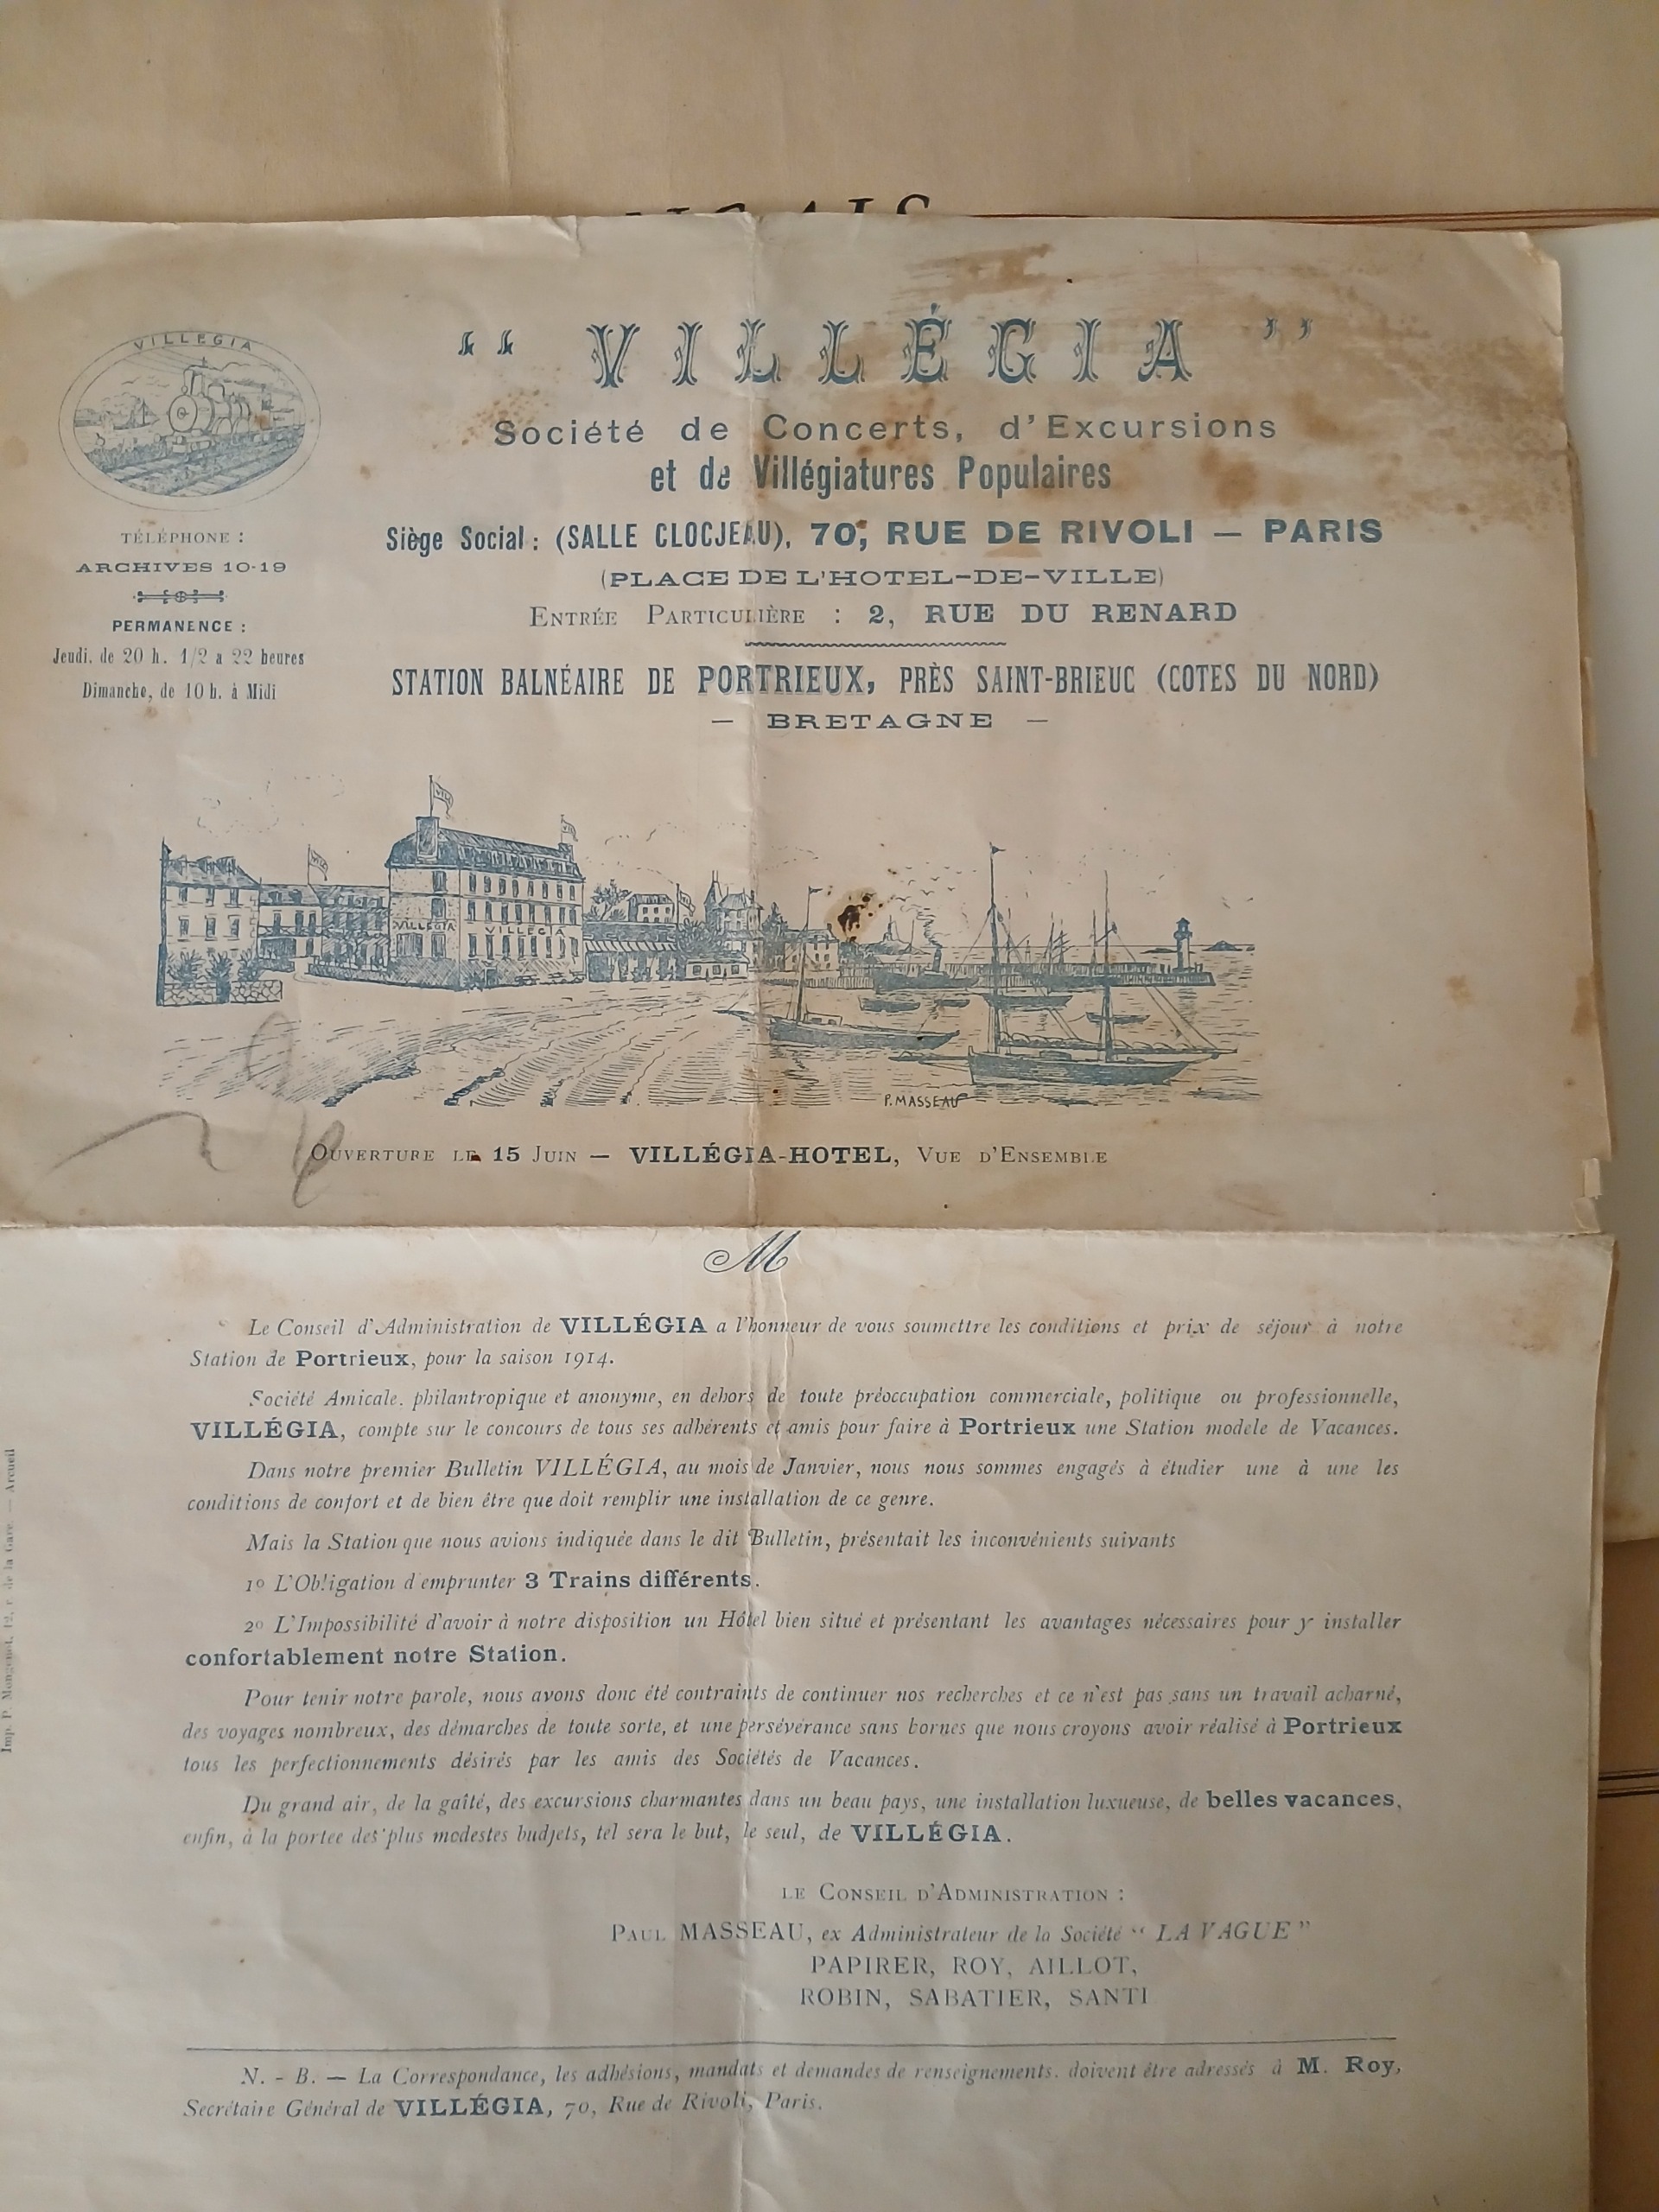 VILLÉGIA
“ VILLÉGIA ”
Société de Concerts, d'Excursions
et de Villégiatures Populaires
Siège Social : (SALLE CLOCJEAU), 70, RUE DE RIVOLI — PARIS
(PLACE DE L'HOTEL-DE-VILLE)
ENTRÉE PARTICULIÈRE : 2, RUE DU RENARD
TÉLÉPHONE :
ARCHIVES 10-19
PERMANENCE :
Jeudi. de 20 h. 1/2 a 22 heures
Dimanche, de 10 h. à Midi
STATION BALNÉAIRE DE PORTRIEUX, PRÈS SAINT-BRIEUC (COTES DU NORD)
— BRETAGNE —
VILLEGIA VILLEGIA
P. MASSEAU
OUVERTURE LE 15 JUIN — VILLÉGIA-HOTEL, VUE D'ENSEMBLE
M
Le Conseil d'Administration de VILLÉGIA a l'honneur de vous soumettre les conditions et prix de séjour à notre
Station de Portrieux, pour la saison 1914.
Société Amicale. philantropique et anonyme, en dehors de toute préoccupation commerciale, politique ou professionnelle,
VILLÉGIA, compte sur le concours de tous ses adhérents et amis pour faire à Portrieux une Station modele de Vacances.
Dans notre premier Bulletin VILLÉGIA, au mois de Janvier, nous nous sommes engagés à étudier une à une les
conditions de confort et de bien être que doit remplir une installation de ce genre.
Mais la Station que nous avions indiquée dans le dit Bulletin, présentait les inconvénients suivants
1º L'Obligation d'emprunter 3 Trains différents.
2º L'Impossibilité d'avoir à notre disposition un Hôtel bien situé et présentant les avantages nécessaires pour y installer
confortablement notre Station.
Pour tenir notre parole, nous avons donc été contraints de continuer nos recherches et ce n'est pas sans un travail acharné,
des voyages nombreux, des démarches de toute sorte, et une persévérance sans bornes que nous croyons avoir réalisé à Portrieux
tous les perfectionnements désirés par les amis des Sociétés de Vacances.
Du grand air, de la gaîté, des excursions charmantes dans un beau pays, une installation luxueuse, de belles vacances,
enfin, à la portee des plus modestes budjets, tel sera le but, le seul, de VILLÉGIA.
LE CONSEIL D'ADMINISTRATION :
PAUL MASSEAU, ex Administrateur de la Société “ LA VAGUE ”
PAPIRER, ROY, AILLOT,
ROBIN, SABATIER, SANTI
N. - B. — La Correspondance, les adhésions, mandats et demandes de renseignements. doivent être adressés à M. Roy,
Secrétaire Général de VILLÉGIA, 70, Rue de Rivoli, Paris.
Imp. P. Mangenot, 12, r. de la Gare. — Arcueil